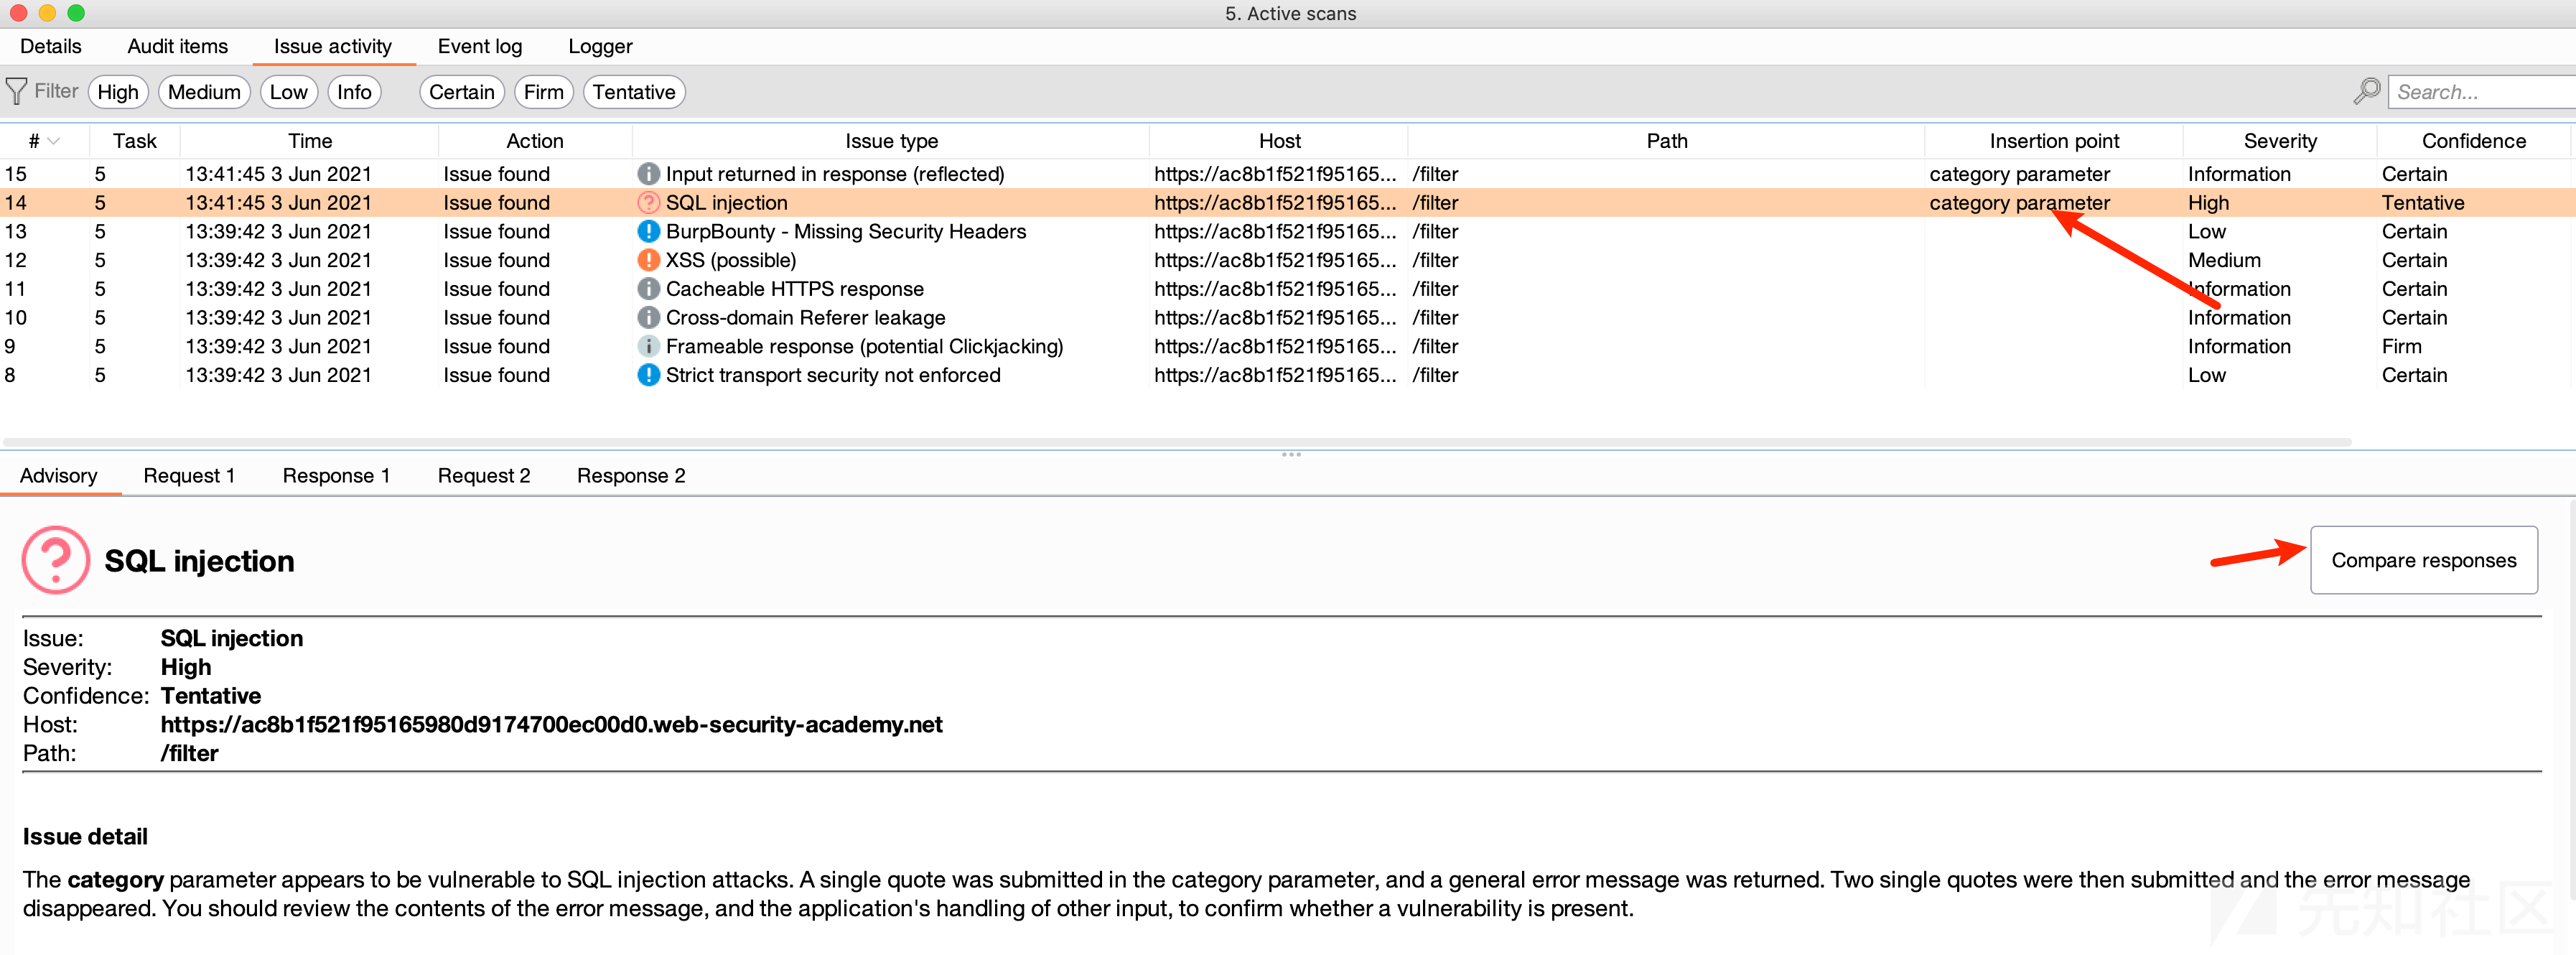 5. Active scans
Details Audit items Issue activity Event log Logger
Filter High Medium Low Info Certain Firm Tentative Search...
# Task Time Action Issue type Host Path Insertion point Severity Confidence
15 5 13:41:45 3 Jun 2021 Issue found Input returned in response (reflected) https://ac8b1f521f95165... /filter category parameter Information Certain
14 5 13:41:45 3 Jun 2021 Issue found SQL injection https://ac8b1f521f95165... /filter category parameter High Tentative
13 5 13:39:42 3 Jun 2021 Issue found BurpBounty - Missing Security Headers https://ac8b1f521f95165... /filter Low Certain
12 5 13:39:42 3 Jun 2021 Issue found XSS (possible) https://ac8b1f521f95165... /filter Medium Certain
11 5 13:39:42 3 Jun 2021 Issue found Cacheable HTTPS response https://ac8b1f521f95165... /filter Information Certain
10 5 13:39:42 3 Jun 2021 Issue found Cross-domain Referer leakage https://ac8b1f521f95165... /filter Information Certain
9 5 13:39:42 3 Jun 2021 Issue found Frameable response (potential Clickjacking) https://ac8b1f521f95165... /filter Information Firm
8 5 13:39:42 3 Jun 2021 Issue found Strict transport security not enforced https://ac8b1f521f95165... /filter Low Certain
Advisory Request 1 Response 1 Request 2 Response 2
SQL injection
Compare responses
Issue: SQL injection
Severity: High
Confidence: Tentative
Host: https://ac8b1f521f95165980d9174700ec00d0.web-security-academy.net
Path: /filter
Issue detail
The category parameter appears to be vulnerable to SQL injection attacks. A single quote was submitted in the category parameter, and a general error message was returned. Two single quotes were then submitted and the error message
disappeared. You should review the contents of the error message, and the application's handling of other input, to confirm whether a vulnerability is present.
先知社区